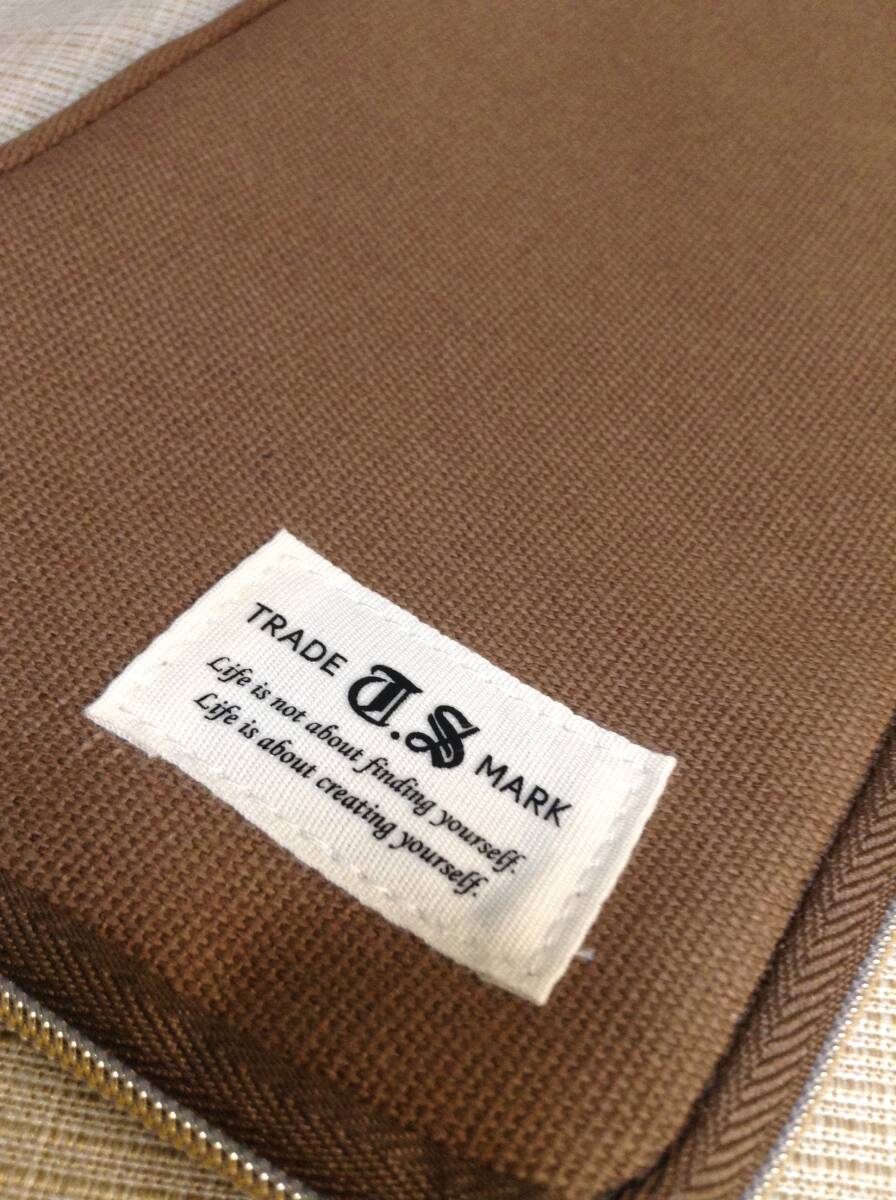 TRADE T.S MARK
Life is not about finding yourself.
Life is about creating yourself.